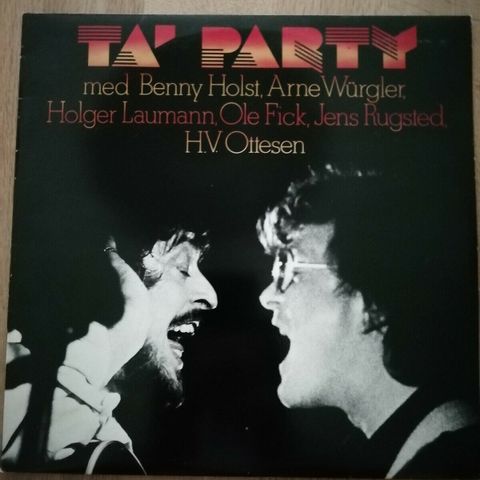 TA' PARTY
med Benny Holst, Arne Würgler,
Holger Laumann, Ole Fick, Jens Rugsted,
H.V. Ottesen